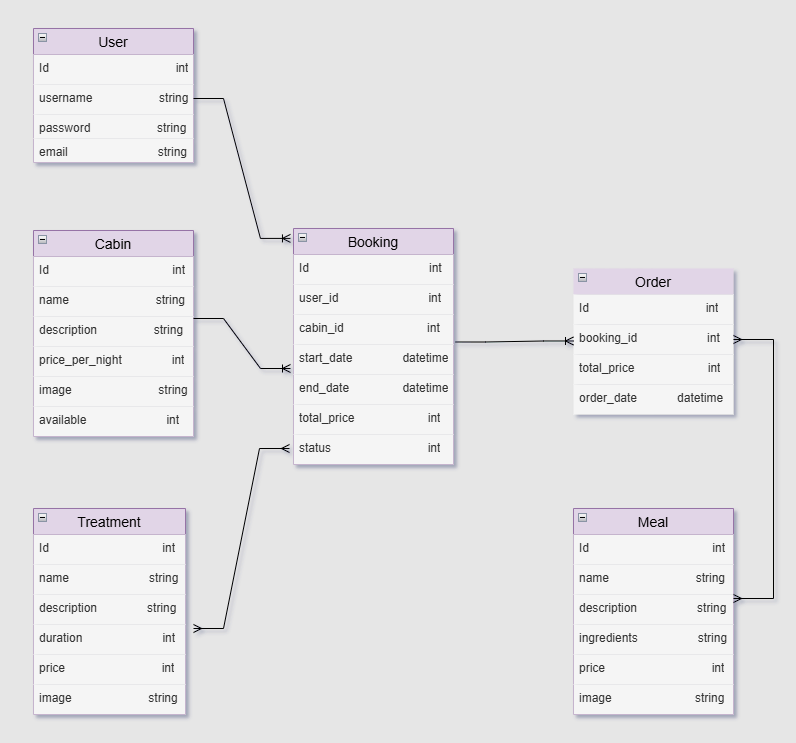 User
Id int
username string
password string
email string
Cabin
Id int
name string
description string
price_per_night int
image string
available int
Treatment
Id int
name string
description string
duration int
price int
image string
Booking
Id int
user_id int
cabin_id int
start_date datetime
end_date datetime
total_price int
status int
Order
Id int
booking_id int
total_price int
order_date datetime
Meal
Id int
name string
description string
ingredients string
price int
image string